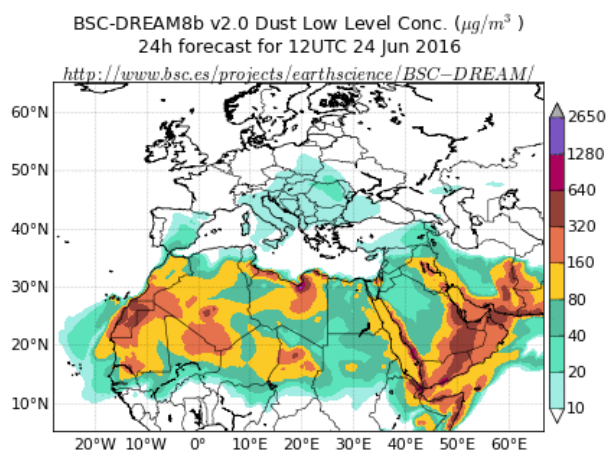 BSC-DREAM8b v2.0 Dust Low Level Conc. (μg/m³ )
24h forecast for 12UTC 24 Jun 2016
http://www.bsc.es/projects/earthscience/BSC−DREAM/
60°N
50°N
40°N
30°N
20°N
10°N
20°W 10°W 0° 10°E 20°E 30°E 40°E 50°E 60°E
2650
1280
640
320
160
80
40
20
10